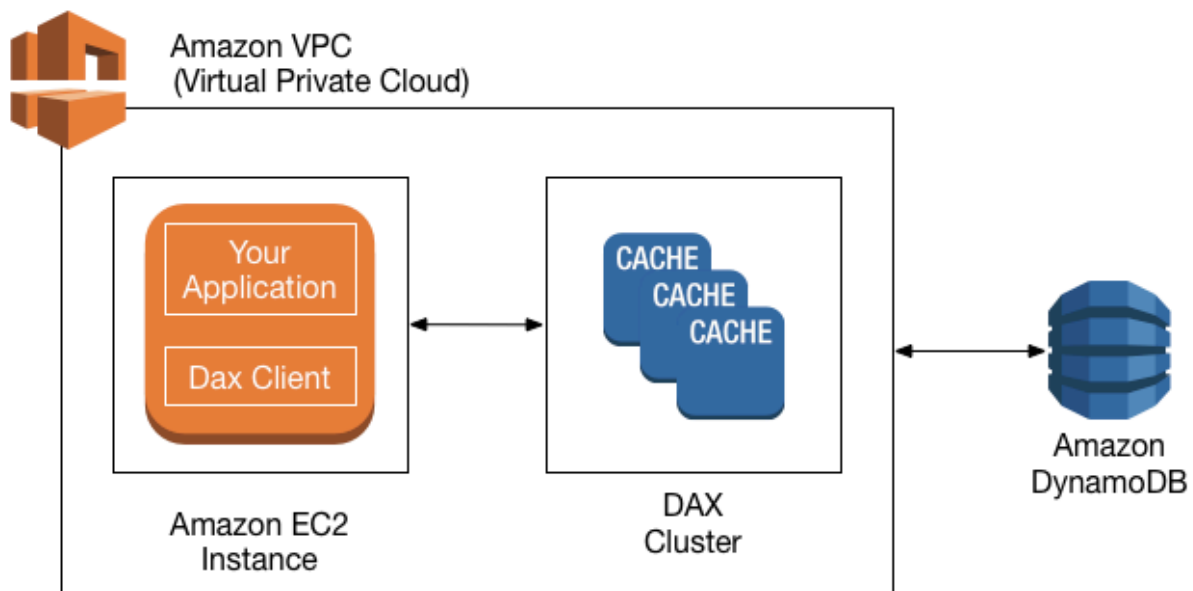 Amazon VPC
(Virtual Private Cloud)
Your
Application
Dax Client
Amazon EC2
Instance
CACHE
CACHE
CACHE
DAX
Cluster
Amazon
DynamoDB